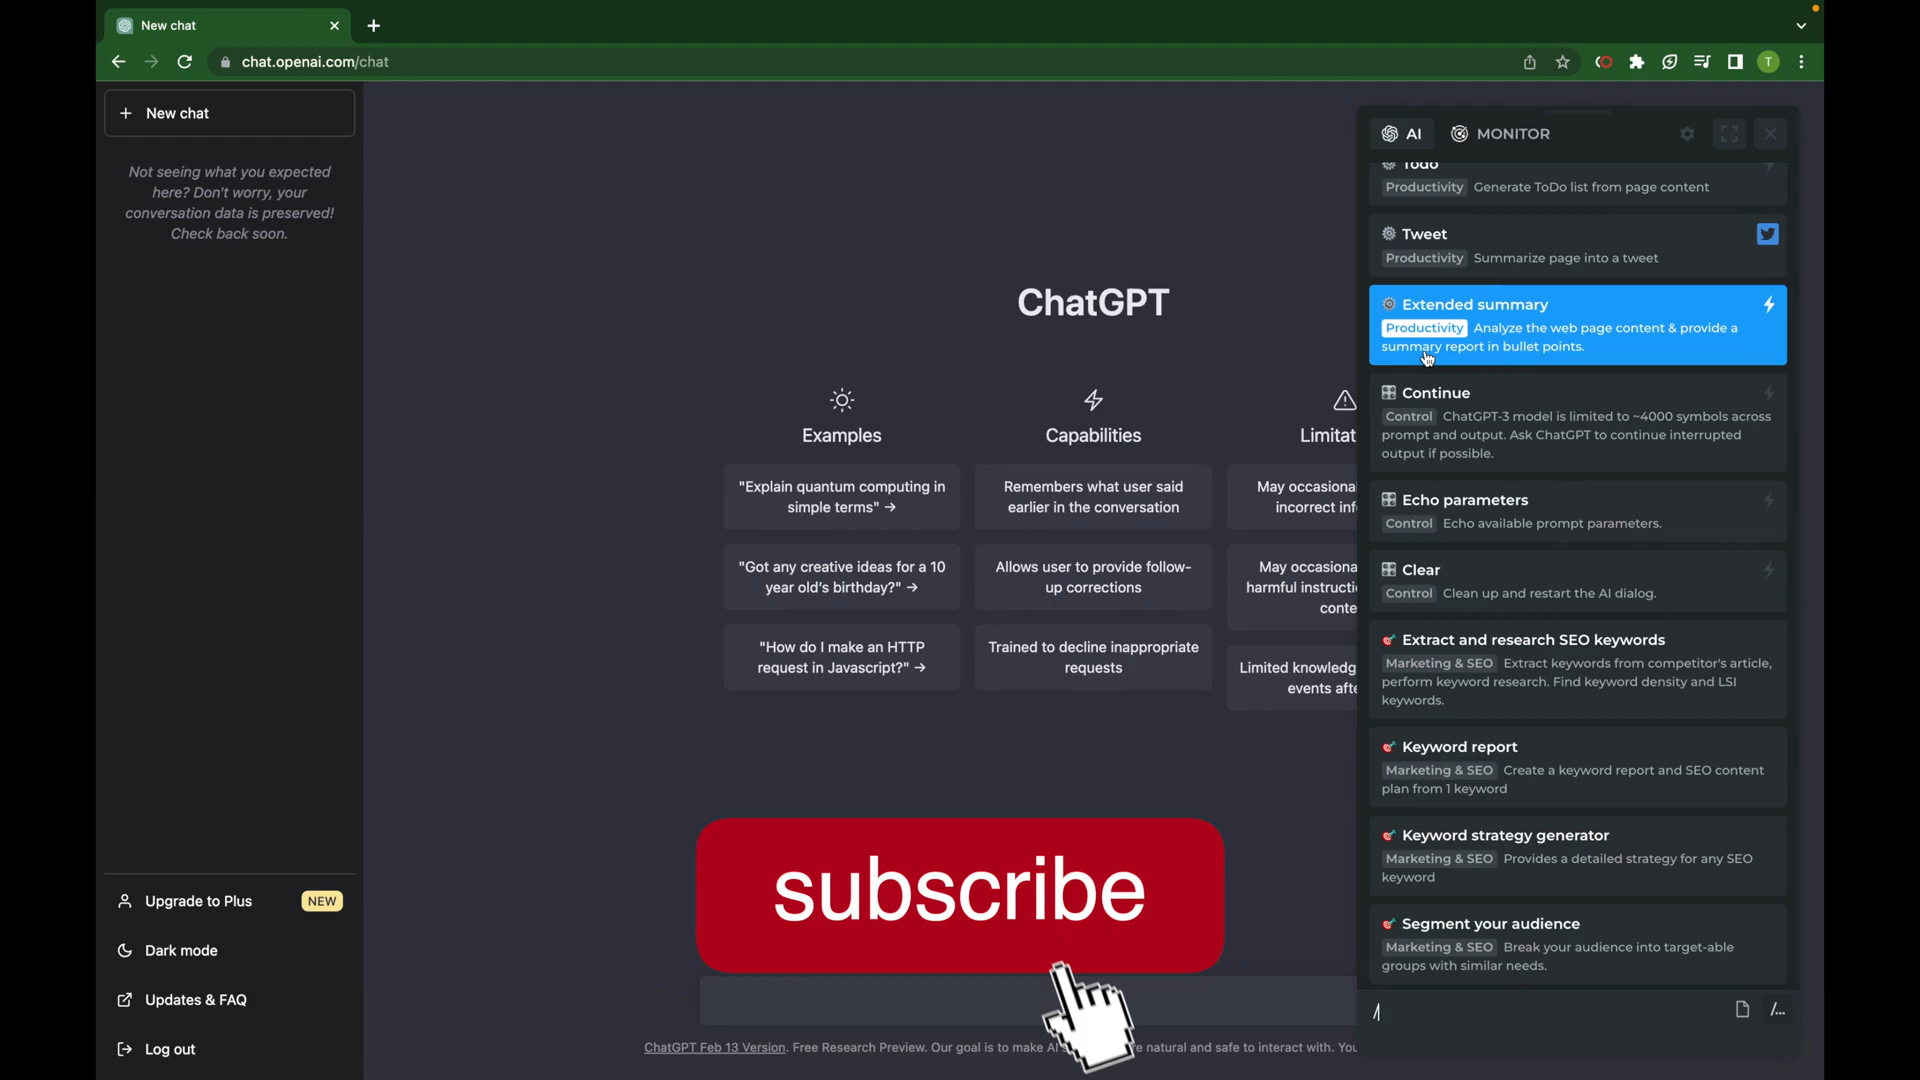 New chat
chat.openai.com/chat
T
New chat
Not seeing what you expected
here? Don't worry, your
conversation data is preserved!
Check back soon.
Upgrade to Plus NEW
Dark mode
Updates & FAQ
Log out
ChatGPT
Examples
"Explain quantum computing in
simple terms" →
"Got any creative ideas for a 10
year old's birthday?" →
"How do I make an HTTP
request in Javascript?" →
Capabilities
Remembers what user said
earlier in the conversation
Allows user to provide follow-
up corrections
Trained to decline inappropriate
requests
May
incorrect
May
harmful
Limited
events
subscribe
ChatGPT Feb 13 Version. Free Research Preview. Our goal is to make natural and safe to interact with.
AI MONITOR
Todo
Productivity Generate ToDo list from page content
Tweet
Productivity Summarize page into a tweet
Extended summary
Productivity Analyze the web page content & provide a
summary report in bullet points.
Continue
Control ChatGPT-3 model is limited to ~4000 symbols across
prompt and output. Ask ChatGPT to continue interrupted
output if possible.
Echo parameters
Control Echo available prompt parameters.
Clear
Control Clean up and restart the AI dialog.
Extract and research SEO keywords
Marketing & SEO Extract keywords from competitor's article,
perform keyword research. Find keyword density and LSI
keywords.
Keyword report
Marketing & SEO Create a keyword report and SEO content
plan from 1 keyword
Keyword strategy generator
Marketing & SEO Provides a detailed strategy for any SEO
keyword
Segment your audience
Marketing & SEO Break your audience into target-able
groups with similar needs.
/ /...